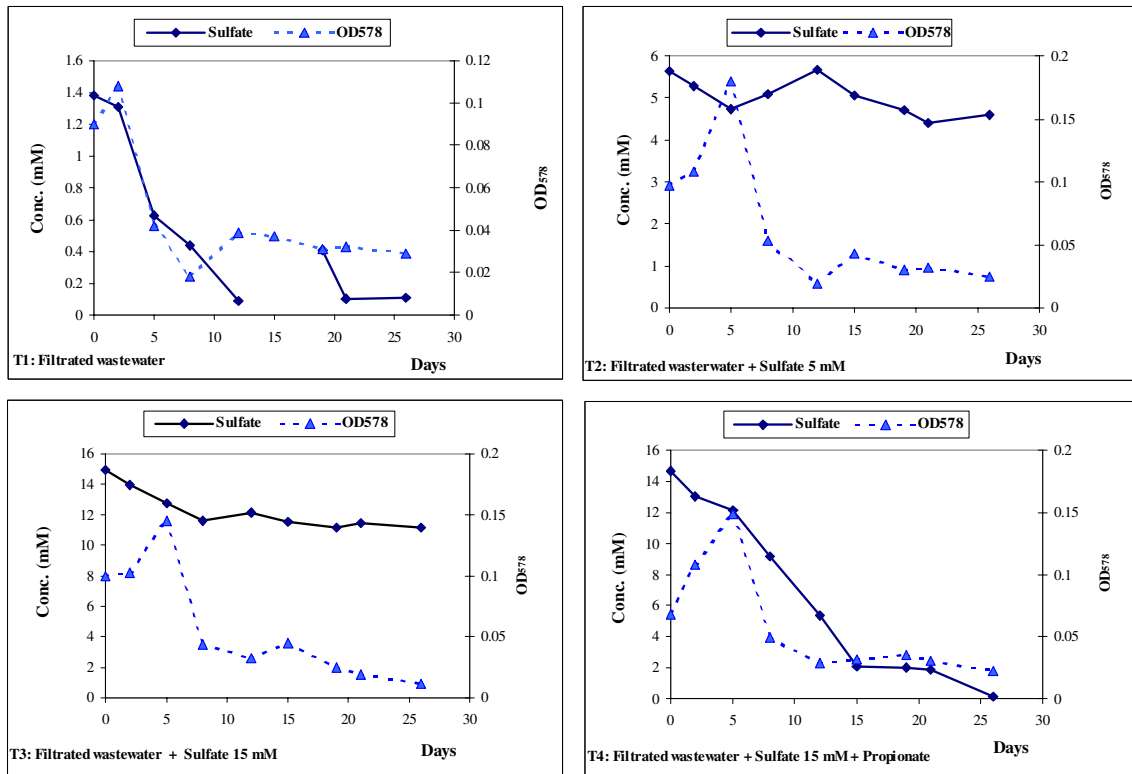 Sulfate OD578
1.6
1.4
1.2
1
0.8
0.6
0.4
0.2
0
0.12
0.1
0.08
0.06
0.04
0.02
0
0 5 10 15 20 25 30
Conc. (mM)
OD578
Days
T1: Filtrated wastewater
Sulfate OD578
6
5
4
3
2
1
0
0.2
0.15
0.1
0.05
0
0 5 10 15 20 25 30
Conc. (mM)
OD578
Days
T2: Filtrated wasterwater + Sulfate 5 mM
Sulfate OD578
16
14
12
10
8
6
4
2
0
0.2
0.15
0.1
0.05
0
0 5 10 15 20 25 30
Conc. (mM)
OD578
Days
T3: Filtrated wastewater + Sulfate 15 mM
Sulfate OD578
16
14
12
10
8
6
4
2
0
0.2
0.15
0.1
0.05
0
0 5 10 15 20 25 30
Conc. (mM)
OD578
Days
T4: Filtrated wastewater + Sulfate 15 mM + Propionate